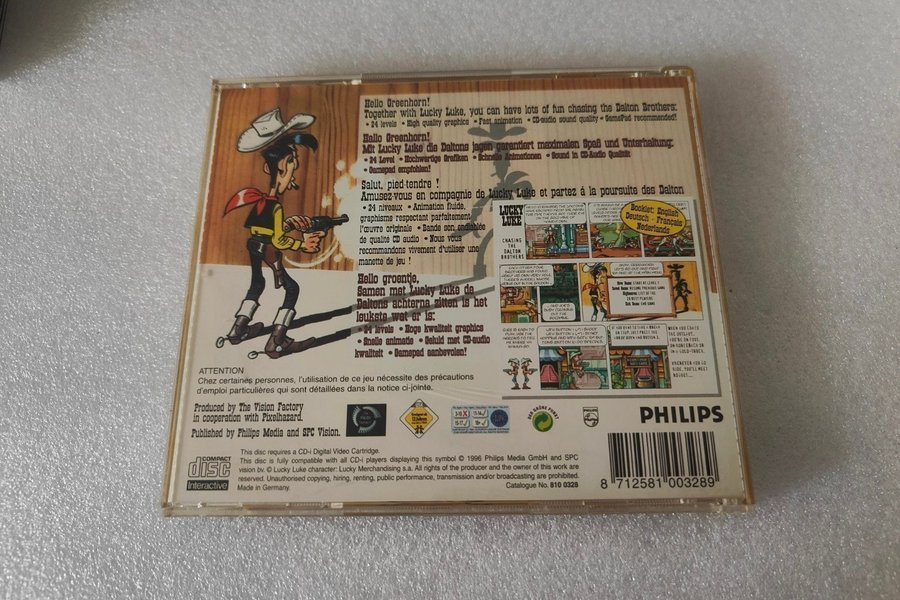 Hello Greenhorn!
Together with Lucky Luke, you can have lots of fun chasing the Dalton Brothers:
• 24 levels • High quality graphics • Fast animation • CD-audio sound quality • GamePad recommended!
Hallo Greenhorn!
Mit Lucky Luke die Daltons jagen garantiert maximalen Spaß und Unterhaltung:
• 24 Level • Hochwertige Grafiken • Schnelle Animationen • Sound in CD-Audio Qualität
• Gamepad empfohlen!
Salut, pied-tendre !
Amusez-vous en compagnie de Lucky Luke et partez à la poursuite des Dalton
• 24 niveaux • Animation fluide,
graphisme respectant parfaitement
l'œuvre originale • Bande son endiablée
de qualité CD audio • Nous vous
recommandons vivement d'utiliser une
manette de jeu !
Hello groentje,
Samen met Lucky Luke de
Daltons achterna zitten is het
leukste wat er is:
• 24 levels • Hoge kwaliteit graphics
• Snelle animatie • Geluid met CD-audio
kwaliteit • Gamepad aanbevolen!
LUCKY
LUKE
CHASING
THE
DALTON
BROTHERS
Booklet: English
Deutsch - Francais
Nederlands
ATTENTION
Chez certaines personnes, l'utilisation de ce jeu nécessite des précautions
d'emploi particulières qui sont détaillées dans la notice ci-jointe.
Produced by The Vision Factory
in cooperation with Pixelhazard.
Published by Philips Media and SPC Vision.
DER GRÜNE PUNKT
PHILIPS
PHILIPS
COMPACT
disc
Interactive
This disc requires a CD-i Digital Video Cartridge.
This disc is fully compatible with all CD-i players displaying this symbol © 1996 Philips Media GmbH and SPC
vision bv. © Lucky Luke character: Lucky Merchandising s.a. All rights of the producer and the owner of this work are
reserved. Unauthorised copying, hiring, renting, public performance, transmission and/or broadcasting are prohibited.
Made in Germany.
Catalogue No. 810 0328
8 712581 003289